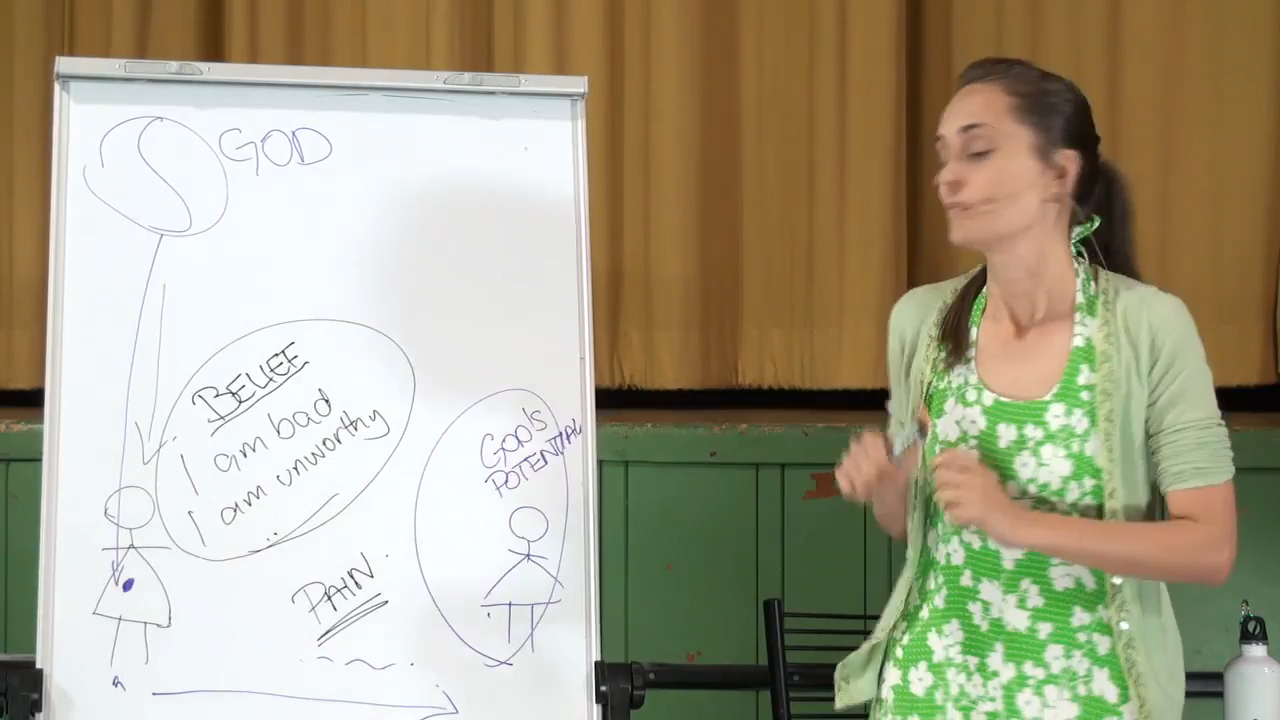 GOD
BELIEF
I am bad
I am unworthy
...
GOD'S
POTENTIAL
PAIN